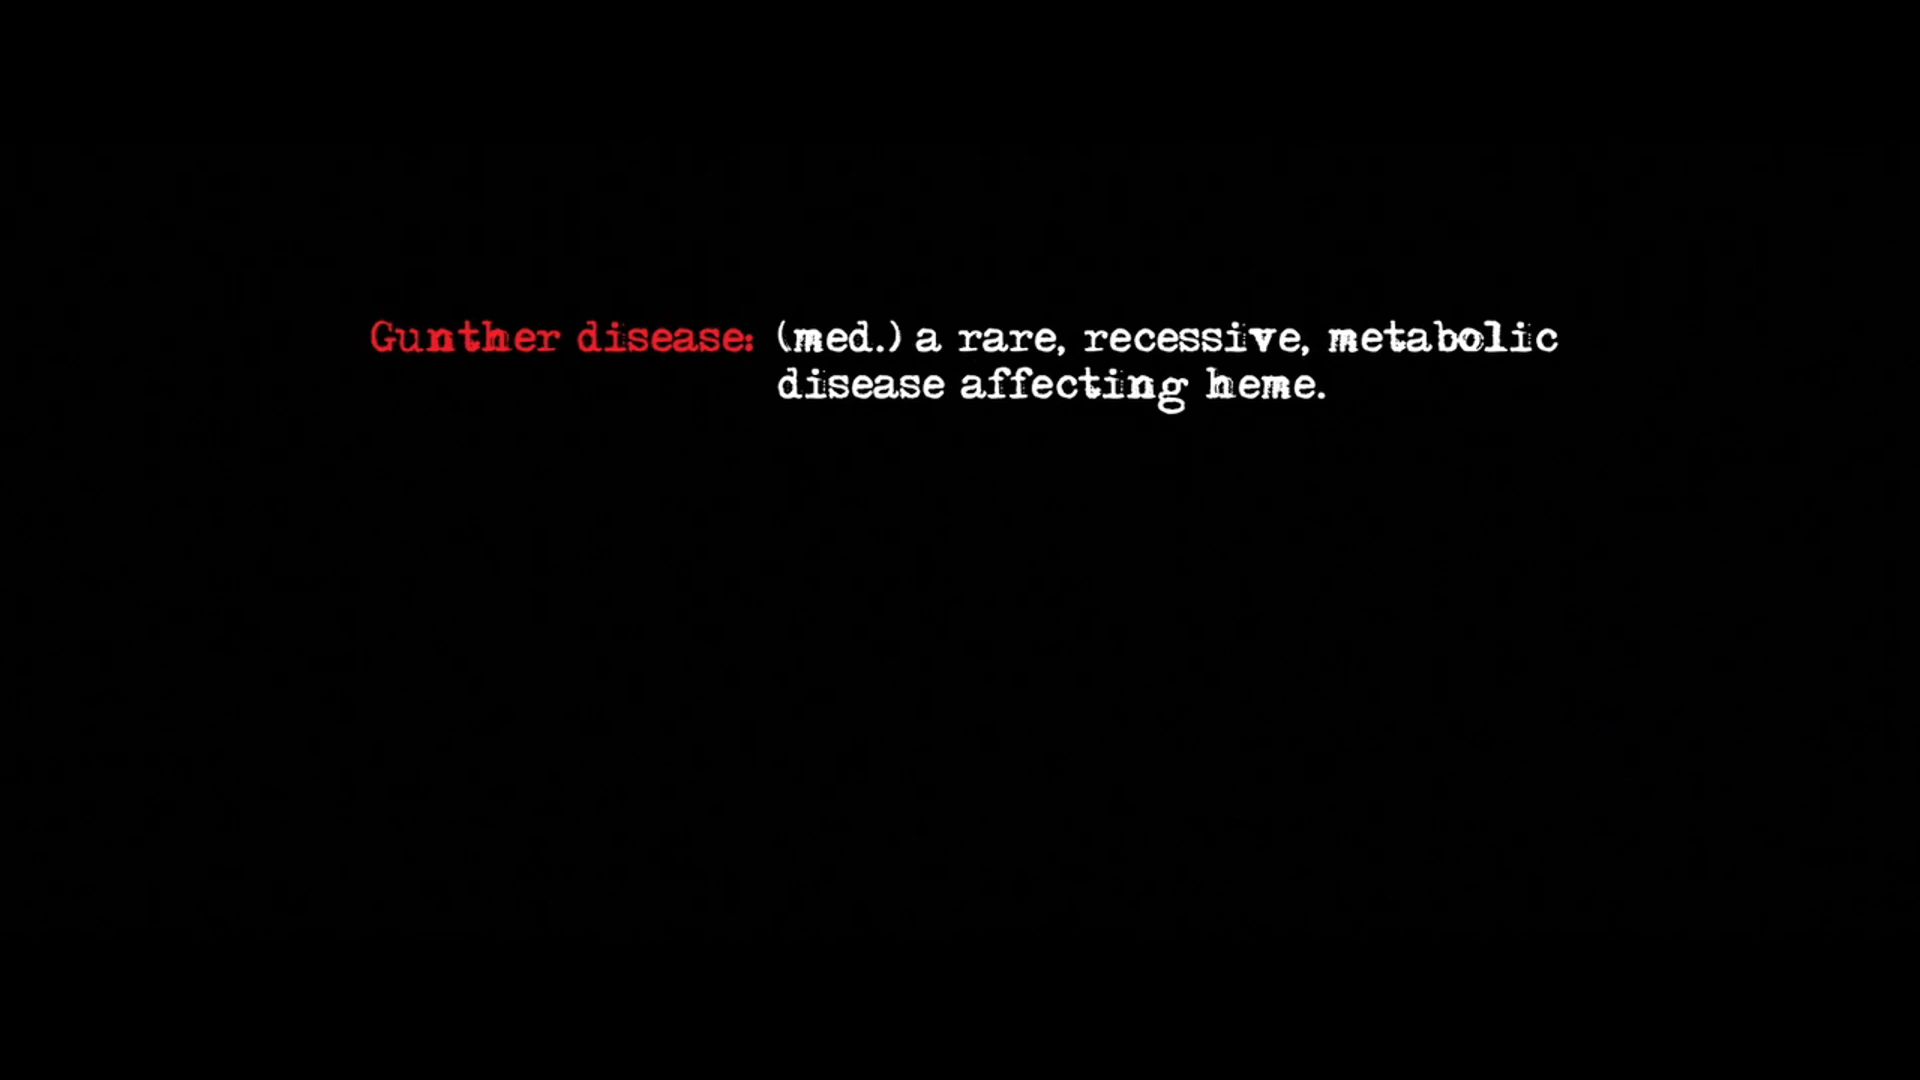 Gunther disease: (med.) a rare, recessive, metabolic
disease affecting heme.